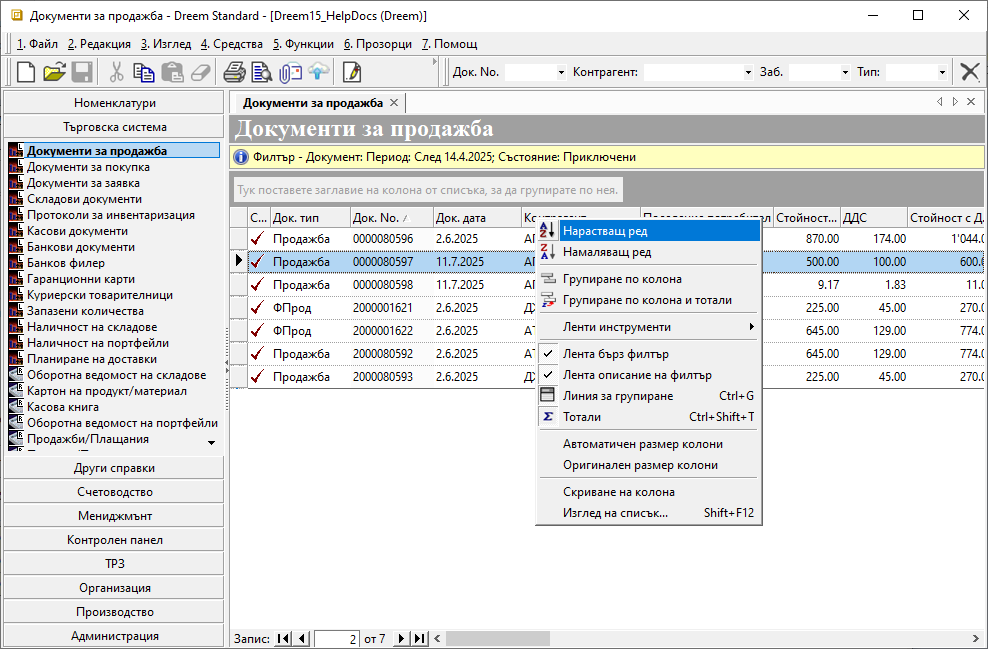 Документи за продажба - Dreem Standard - [Dreem15_HelpDocs (Dreem)]
1. Файл 2. Редакция 3. Изглед 4. Средства 5. Функции 6. Прозорци 7. Помощ
Док. No. Контрагент: Заб. Тип:
Номенклатури
Търговска система
Документи за продажба
Документи за покупка
Документи за заявка
Складови документи
Протоколи за инвентаризация
Касови документи
Банкови документи
Банков филер
Гаранционни карти
Куриерски товарителници
Запазени количества
Наличност на складове
Наличност на портфейли
Планиране на доставки
Оборотна ведомост на складове
Картон на продукт/материал
Касова книга
Оборотна ведомост на портфейли
Продажби/Плащания
Други справки
Счетоводство
Мениджмънт
Контролен панел
ТРЗ
Организация
Производство
Администрация
Документи за продажба
Документи за продажба
Филтър - Документ: Период: След 14.4.2025; Състояние: Приключени
Тук поставете заглавие на колона от списъка, за да групирате по нея.
С... Док. тип Док. No. Док. дата Стойност... ДДС Стойност с Д
Продажба 0000080596 2.6.2025 870.00 174.00 1'044.0
Продажба 0000080597 11.7.2025 500.00 100.00 600.0
Продажба 0000080598 11.7.2025 9.17 1.83 11.0
ФПрод 2000001621 2.6.2025 225.00 45.00 270.0
ФПрод 2000001622 2.6.2025 645.00 129.00 774.0
Продажба 2000080592 2.6.2025 645.00 129.00 774.0
Продажба 2000080593 2.6.2025 225.00 45.00 270.0
Нарастващ ред
Намаляващ ред
Групиране по колона
Групиране по колона и тотали
Ленти инструменти
Лента бърз филтър
Лента описание на филтър
Линия за групиране Ctrl+G
Тотали Ctrl+Shift+T
Автоматичен размер колони
Оригинален размер колони
Скриване на колона
Изглед на списък... Shift+F12
Запис: 2 от 7